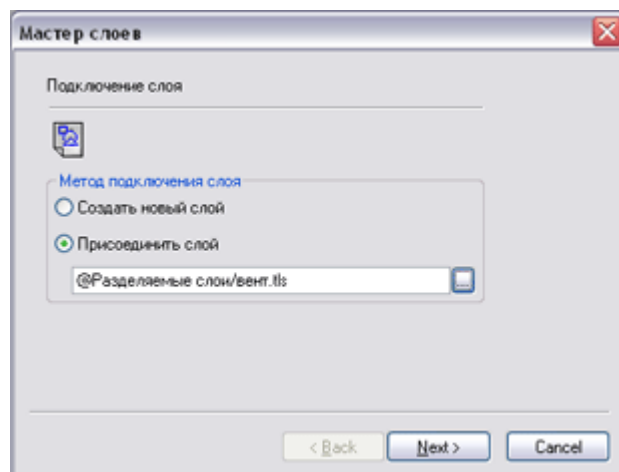 Мастер слоев
Подключение слоя
Метод подключения слоя
Создать новый слой
Присоединить слой
@Разделяемые слои/вент.tls
...
< Back Next > Cancel